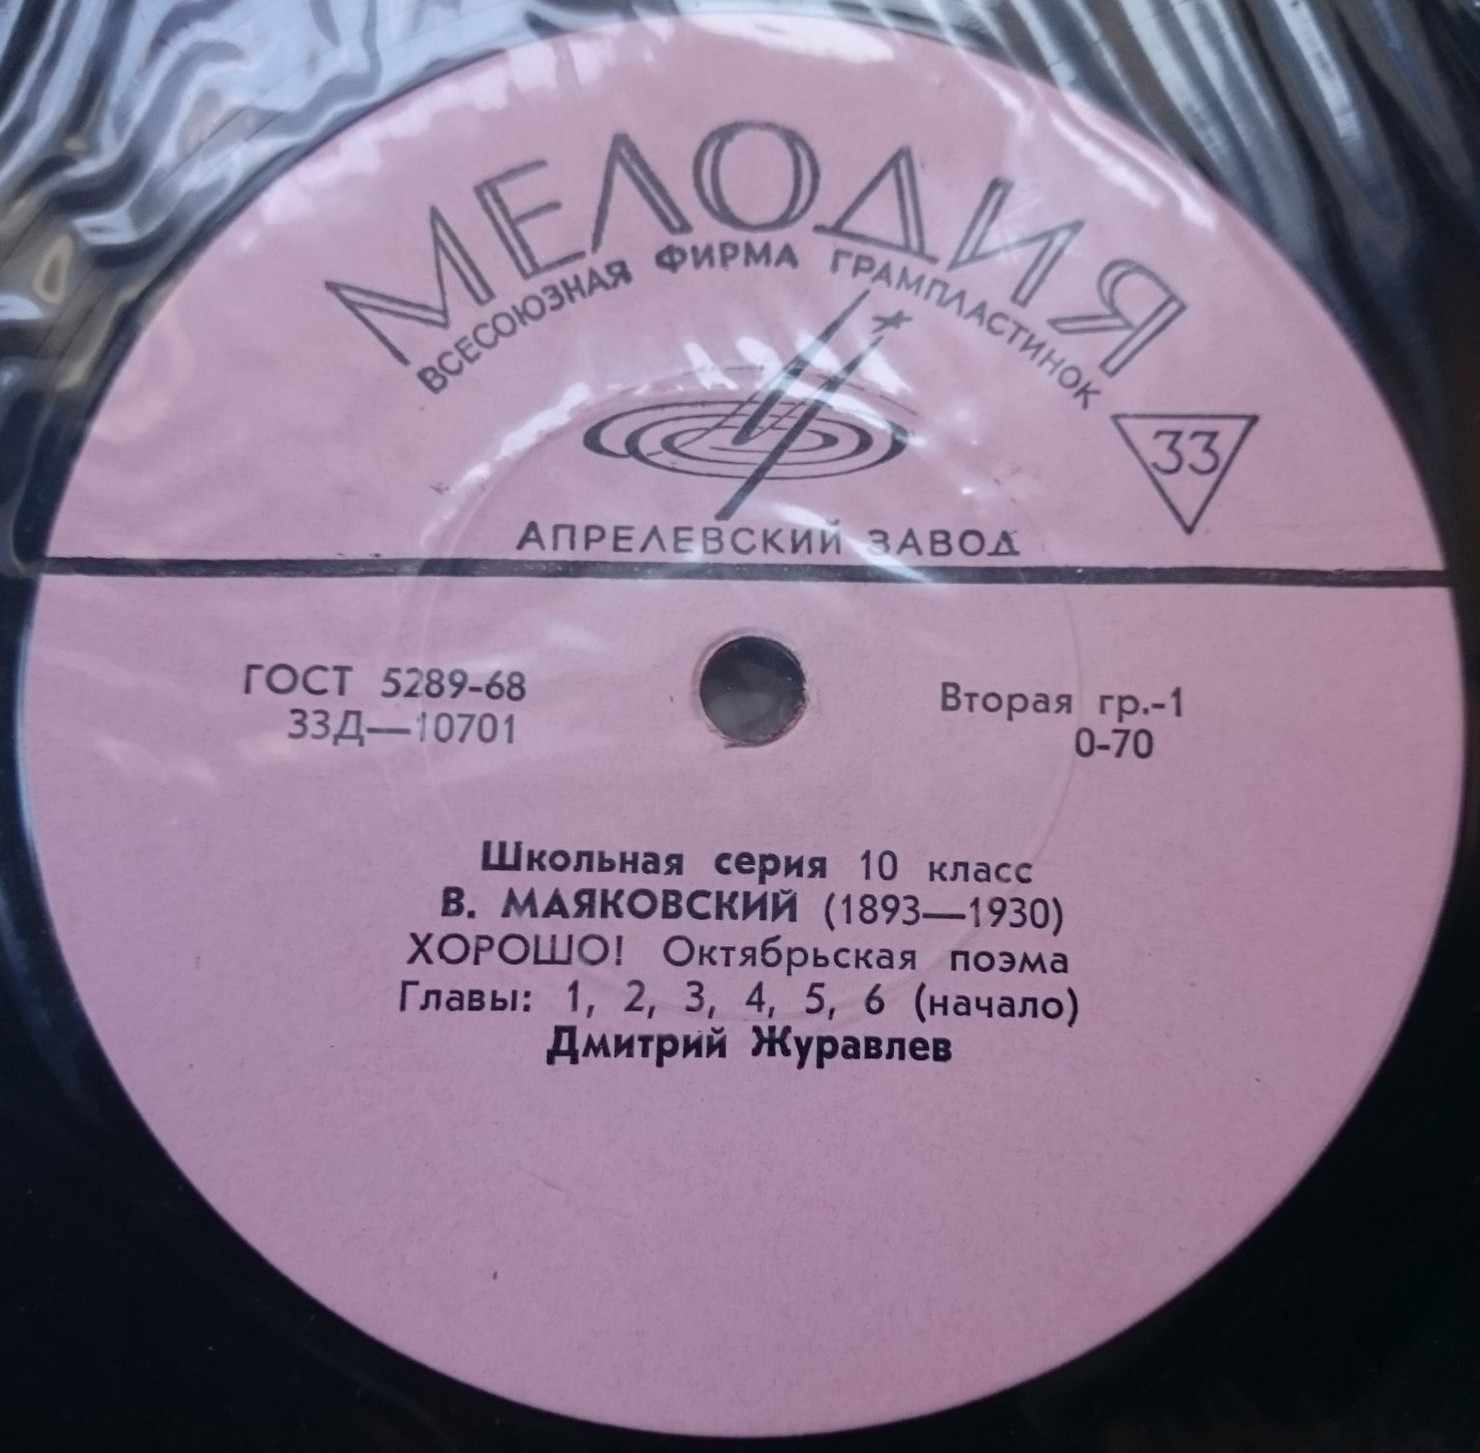 МЕЛОДИЯ
ВСЕСОЮЗНАЯ ФИРМА ГРАМПЛАСТИНОК
33
АПРЕЛЕВСКИЙ ЗАВОД
ГОСТ 5289-68
33Д—10701
Вторая гр.-1
0-70
Школьная серия 10 класс
В. МАЯКОВСКИЙ (1893—1930)
ХОРОШО! Октябрьская поэма
Главы: 1, 2, 3, 4, 5, 6 (начало)
Дмитрий Журавлев